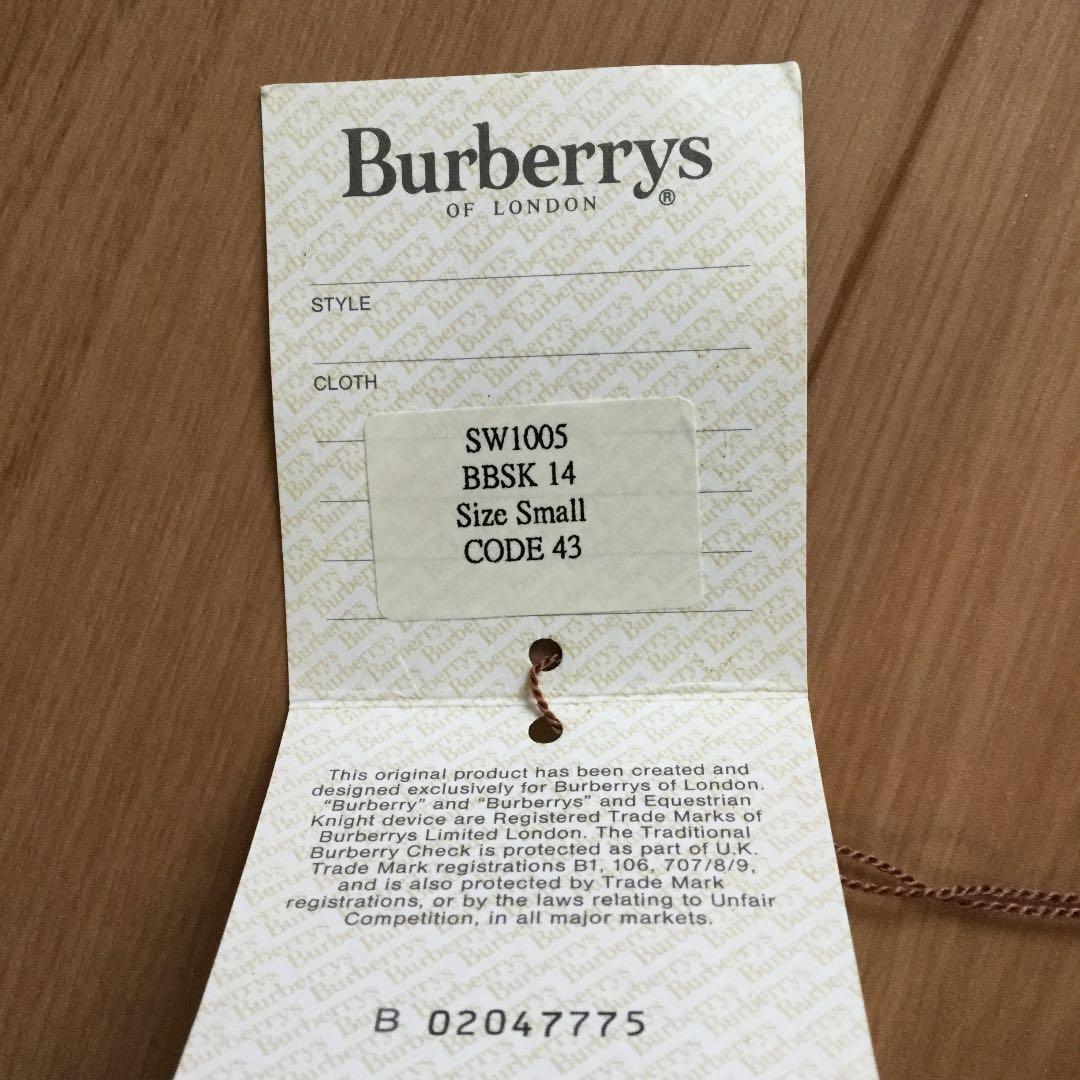 Burberrys
OF LONDON ®
STYLE
CLOTH
SW1005
BBSK 14
Size Small
CODE 43
This original product has been created and
designed exclusively for Burberrys of London.
“Burberry” and “Burberrys” and Equestrian
Knight device are Registered Trade Marks of
Burberrys Limited London. The Traditional
Burberry Check is protected as part of U.K.
Trade Mark registrations B1, 106, 707/8/9,
and is also protected by Trade Mark
registrations, or by the laws relating to Unfair
Competition, in all major markets.
B 02047775